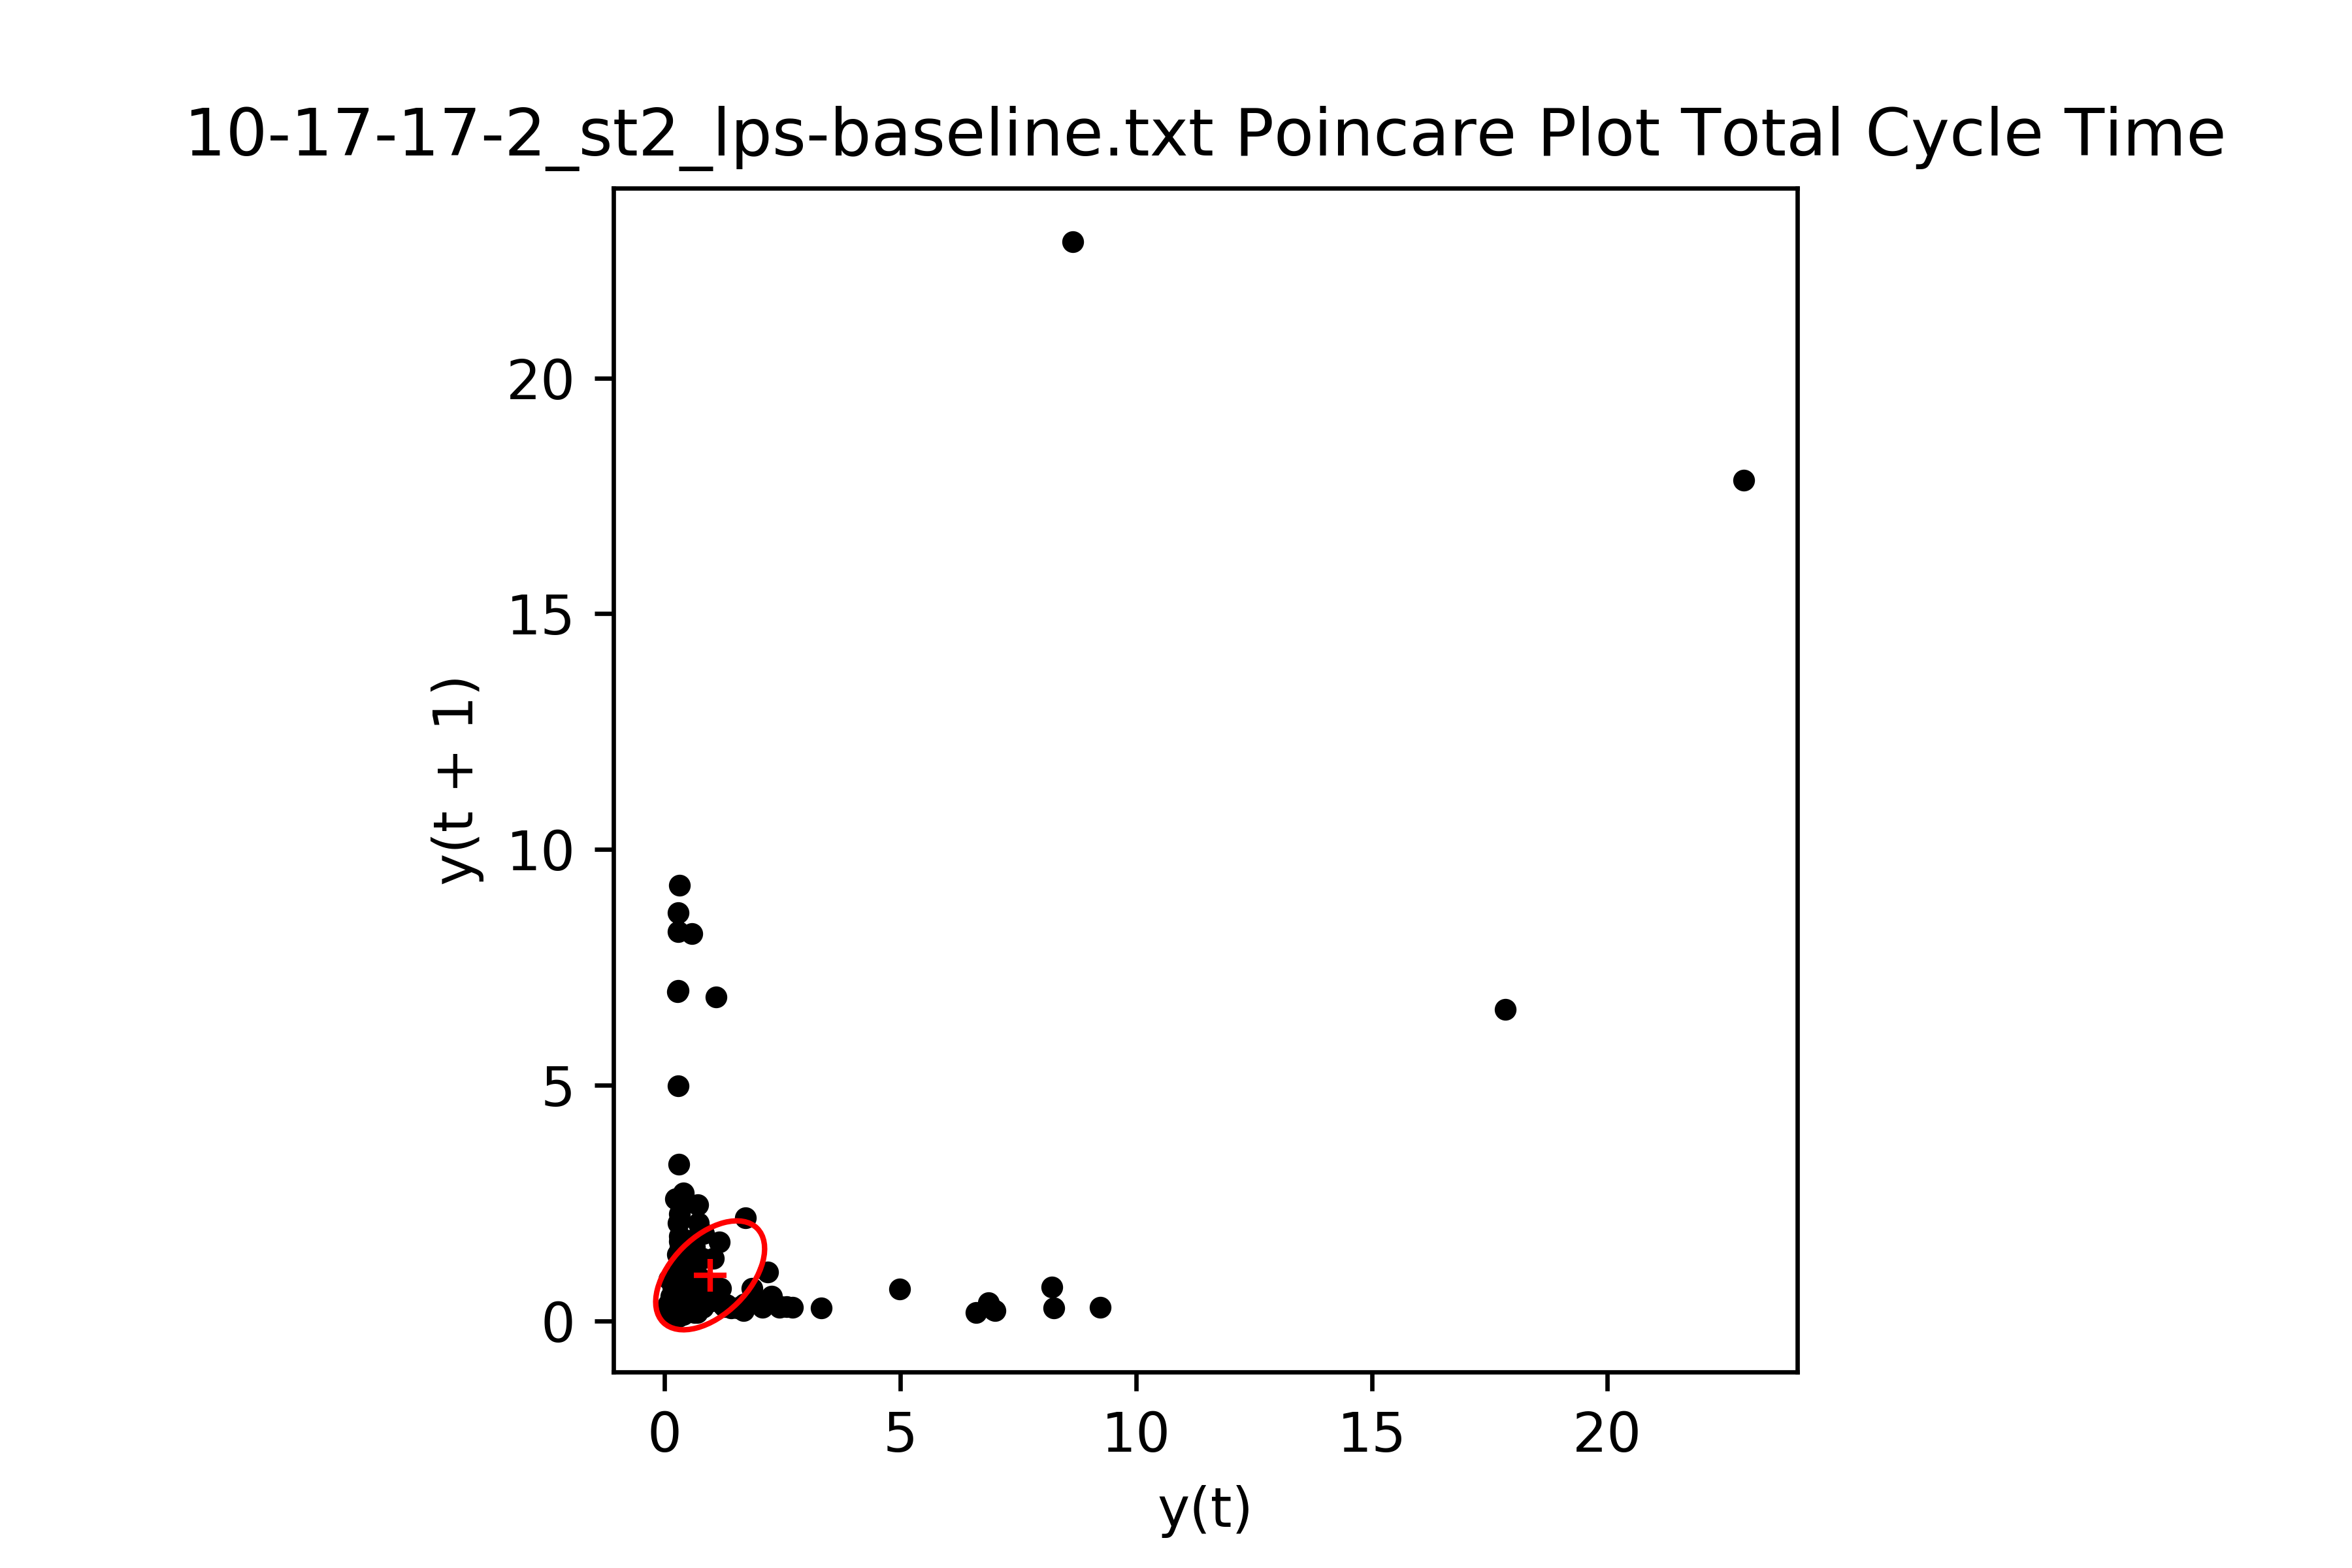 10-17-17-2_st2_lps-baseline.txt Poincare Plot Total Cycle Time
20
15
10
5
0
y(t + 1)
0 5 10 15 20
y(t)